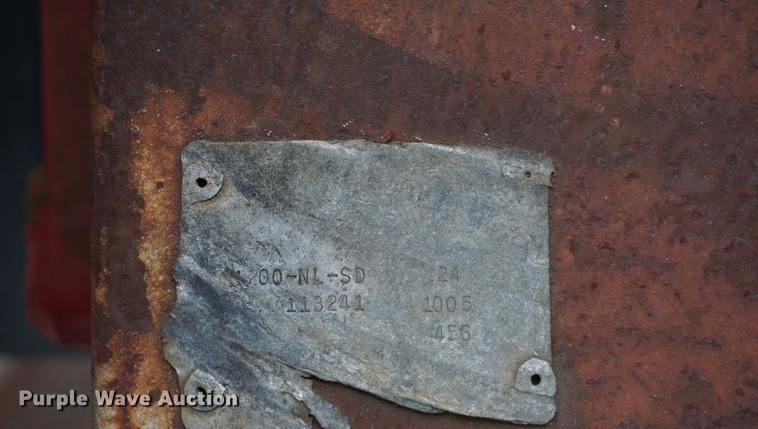 00-NL-SD 24
113241 1005
456
Purple Wave Auction